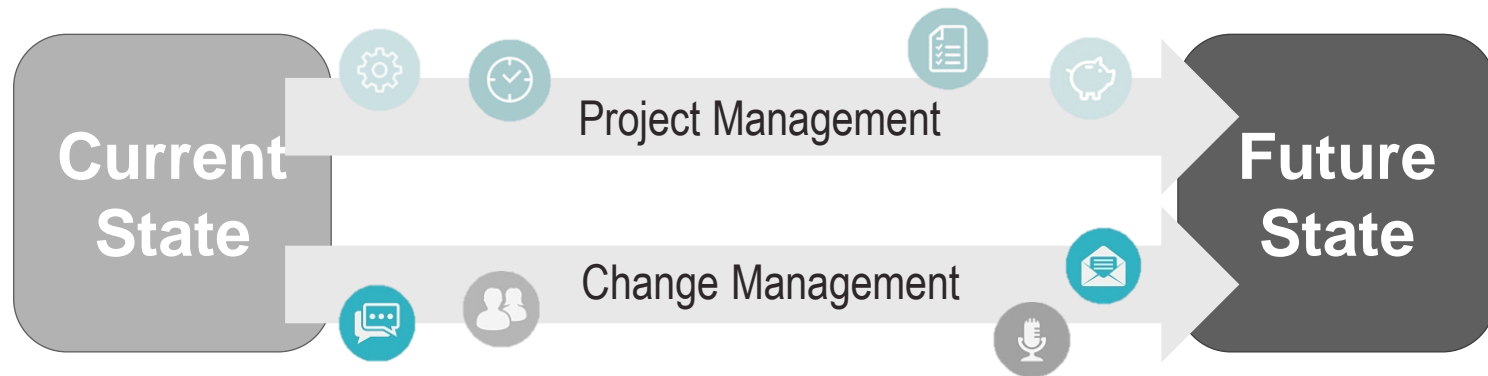 Current
State
Project Management
Change Management
Future
State